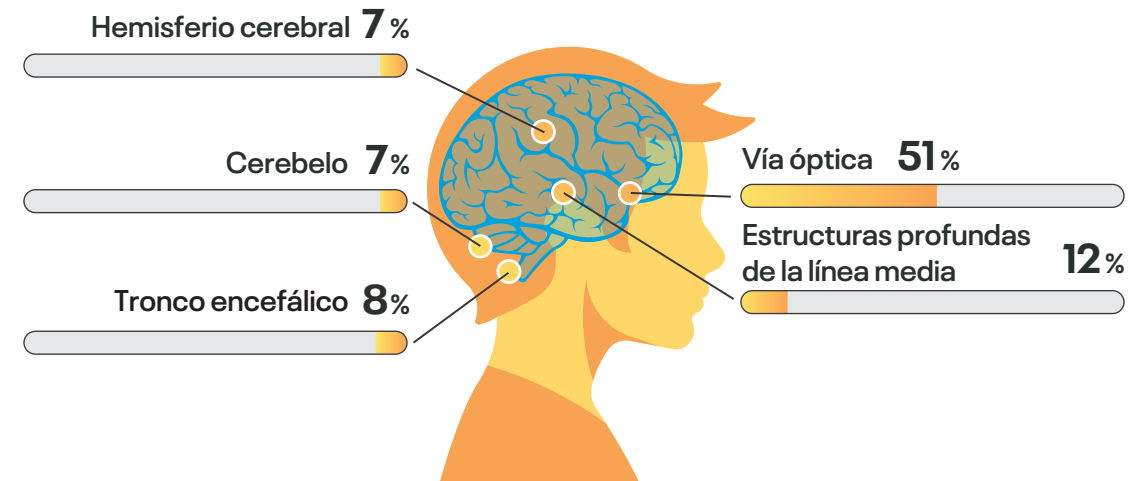 Hemisferio cerebral 7 %
Cerebelo 7 %
Tronco encefálico 8 %
Vía óptica 51 %
Estructuras profundas
de la línea media 12 %